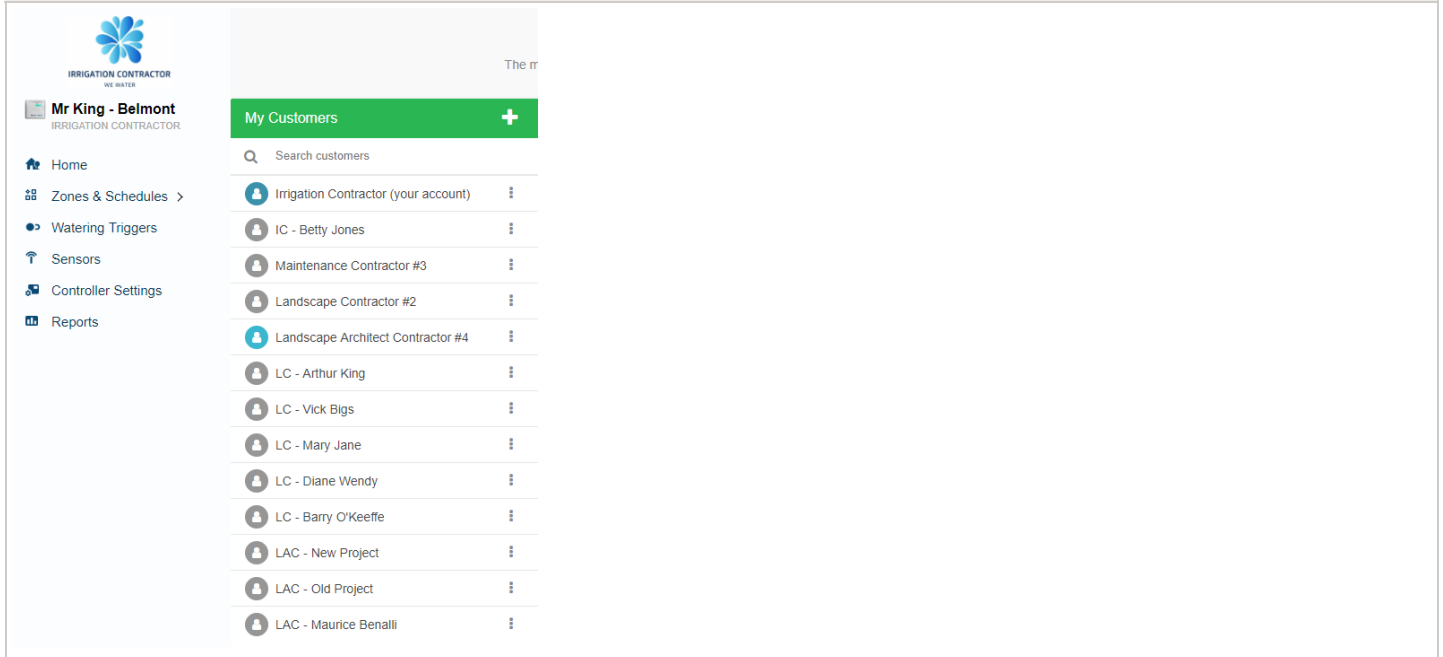 IRRIGATION CONTRACTOR
WE WATER
Mr King - Belmont
IRRIGATION CONTRACTOR
Home
Zones & Schedules
Watering Triggers
Sensors
Controller Settings
Reports
The m
My Customers
Search customers
Irrigation Contractor (your account)
IC - Betty Jones
Maintenance Contractor #3
Landscape Contractor #2
Landscape Architect Contractor #4
LC - Arthur King
LC - Vick Bigs
LC - Mary Jane
LC - Diane Wendy
LC - Barry O'Keeffe
LAC - New Project
LAC - Old Project
LAC - Maurice Benalli